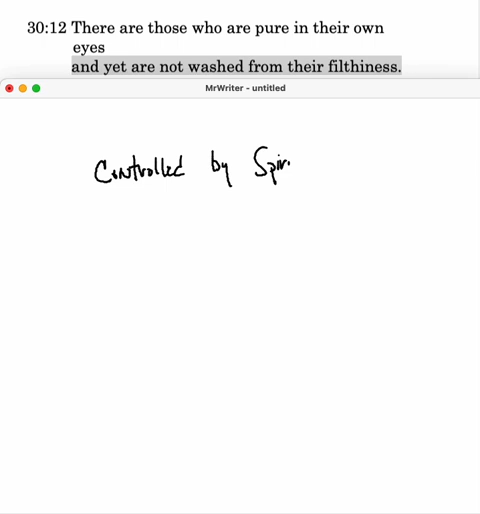 30:12 There are those who are pure in their own
eyes
and yet are not washed from their filthiness.
MrWriter - untitled
Controlled by Spir